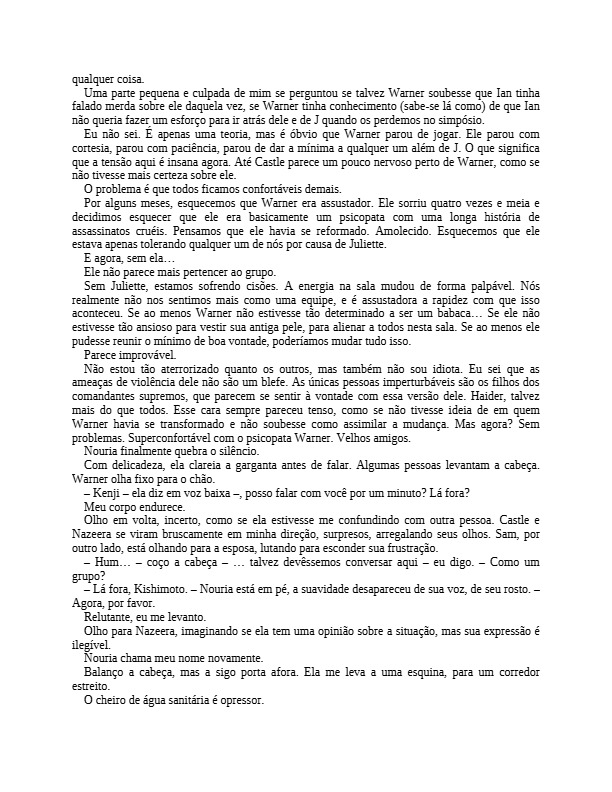 qualquer coisa.
Uma parte pequena e culpada de mim se perguntou se talvez Warner soubesse que Ian tinha
falado merda sobre ele daquela vez, se Warner tinha conhecimento (sabe-se lá como) de que Ian
não queria fazer um esforço para ir atrás dele e de J quando os perdemos no simpósio.
Eu não sei. É apenas uma teoria, mas é óbvio que Warner parou de jogar. Ele parou com
cortesia, parou com paciência, parou de dar a mínima a qualquer um além de J. O que significa
que a tensão aqui é insana agora. Até Castle parece um pouco nervoso perto de Warner, como se
não tivesse mais certeza sobre ele.
O problema é que todos ficamos confortáveis demais.
Por alguns meses, esquecemos que Warner era assustador. Ele sorriu quatro vezes e meia e
decidimos esquecer que ele era basicamente um psicopata com uma longa história de
assassinatos cruéis. Pensamos que ele havia se reformado. Amolecido. Esquecemos que ele
estava apenas tolerando qualquer um de nós por causa de Juliette.
E agora, sem ela…
Ele não parece mais pertencer ao grupo.
Sem Juliette, estamos sofrendo cisões. A energia na sala mudou de forma palpável. Nós
realmente não nos sentimos mais como uma equipe, e é assustadora a rapidez com que isso
aconteceu. Se ao menos Warner não estivesse tão determinado a ser um babaca… Se ele não
estivesse tão ansioso para vestir sua antiga pele, para alienar a todos nesta sala. Se ao menos ele
pudesse reunir o mínimo de boa vontade, poderíamos mudar tudo isso.
Parece improvável.
Não estou tão aterrorizado quanto os outros, mas também não sou idiota. Eu sei que as
ameaças de violência dele não são um blefe. As únicas pessoas imperturbáveis são os filhos dos
comandantes supremos, que parecem se sentir à vontade com essa versão dele. Haider, talvez
mais do que todos. Esse cara sempre pareceu tenso, como se não tivesse ideia de em quem
Warner havia se transformado e não soubesse como assimilar a mudança. Mas agora? Sem
problemas. Superconfortável com o psicopata Warner. Velhos amigos.
Nouria finalmente quebra o silêncio.
Com delicadeza, ela clareia a garganta antes de falar. Algumas pessoas levantam a cabeça.
Warner olha fixo para o chão.
– Kenji – ela diz em voz baixa –, posso falar com você por um minuto? Lá fora?
Meu corpo endurece.
Olho em volta, incerto, como se ela estivesse me confundindo com outra pessoa. Castle e
Nazeera se viram bruscamente em minha direção, surpresos, arregalando seus olhos. Sam, por
outro lado, está olhando para a esposa, lutando para esconder sua frustração.
– Hum… – coço a cabeça – … talvez devêssemos conversar aqui – eu digo. – Como um
grupo?
– Lá fora, Kishimoto. – Nouria está em pé, a suavidade desapareceu de sua voz, de seu rosto. –
Agora, por favor.
Relutante, eu me levanto.
Olho para Nazeera, imaginando se ela tem uma opinião sobre a situação, mas sua expressão é
ilegível.
Nouria chama meu nome novamente.
Balanço a cabeça, mas a sigo porta afora. Ela me leva a uma esquina, para um corredor
estreito.
O cheiro de água sanitária é opressor.